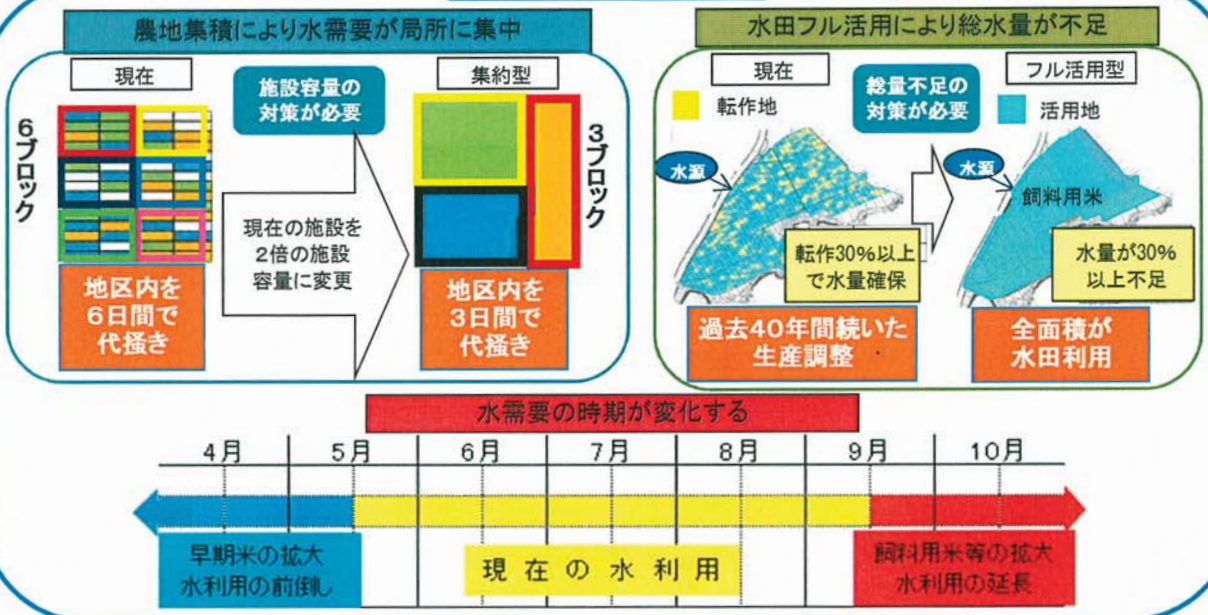 農地集積により水需要が局所に集中
現在
施設容量の
対策が必要
集約型
6ブロック
3ブロック
現在の施設を
2倍の施設
容量に変更
地区内を
6日間で
代掻き
地区内を
3日間で
代掻き
水田フル活用により総水量が不足
現在
総量不足の
対策が必要
フル活用型
転作地
活用地
水源
水源
飼料用米
転作30%以上
で水量確保
水量が30%
以上不足
過去40年間続いた
生産調整
全面積が
水田利用
水需要の時期が変化する
4月
5月
6月
7月
8月
9月
10月
早期米の拡大
水利用の前倒し
現在の水利用
飼料用米等の拡大
水利用の延長